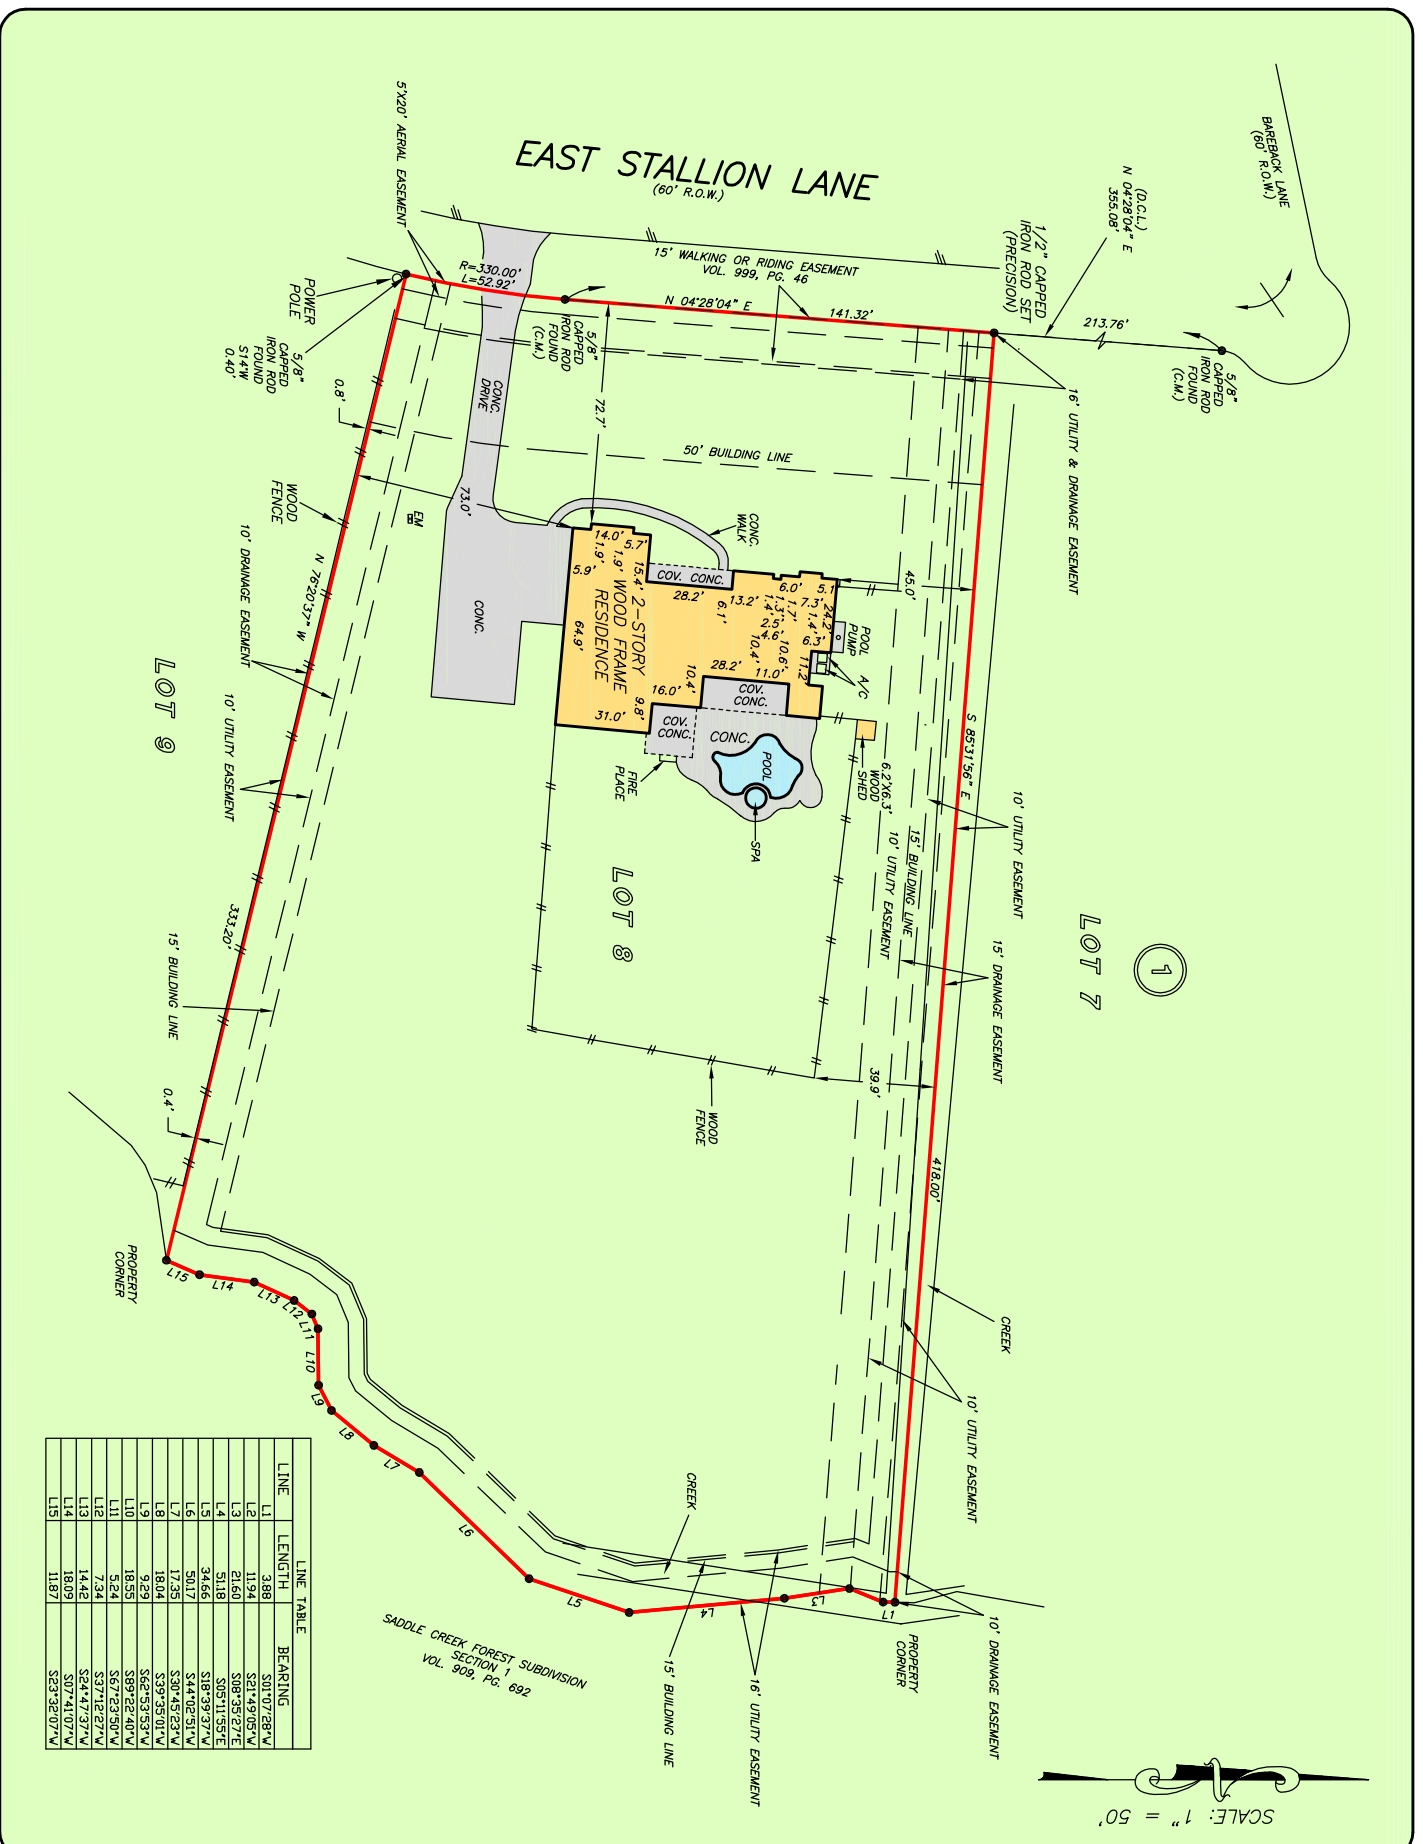 BAREBACK LANE
(60' R.O.W.)
(D.C.L.)
N 04°28'04" E
355.08'
213.76'
5/8"
CAPPED
IRON ROD
FOUND
(C.M.)
1/2" CAPPED
IRON ROD SET
(PRECISION)
EAST STALLION LANE
(60' R.O.W.)
5'X20' AERIAL EASEMENT
15' WALKING OR RIDING EASEMENT
VOL. 999, PG. 46
R=330.00'
L=52.92'
N 04°28'04" E
141.32'
5/8"
CAPPED
IRON ROD
FOUND
(C.M.)
16' UTILITY & DRAINAGE EASEMENT
POWER
POLE
5/8"
CAPPED
IRON ROD
FOUND
S14°W
0.40'
0.8'
CONC.
DRIVE
72.7'
50' BUILDING LINE
73.0'
WOOD
FENCE
EM
CONC.
WALK
45.0'
10' DRAINAGE EASEMENT
N 76°20'37" W
CONC.
14.0'
5.7'
1.9'
1.9'
5.9'
15.4'
COV. CONC.
28.2'
6.1'
13.2'
6.0'
5.1'
7.3'
24.2'
1.7'
1.3'
1.4'
1.4'
2.5'
4.6'
6.3'
10.6'
10.4'
11.2'
2-STORY
WOOD FRAME
RESIDENCE
64.9'
28.2'
11.0'
10.4'
16.0'
9.8'
31.0'
POOL
PUMP
A/C
COV.
CONC.
COV.
CONC.
CONC.
POOL
FIRE
PLACE
SPA
6.2'X6.3'
WOOD
SHED
S 85°31'56" E
LOT 9
10' UTILITY EASEMENT
10' UTILITY EASEMENT
15' BUILDING LINE
10' UTILITY EASEMENT
LOT 8
LOT 7
1
15' DRAINAGE EASEMENT
333.20'
15' BUILDING LINE
39.9'
WOOD
FENCE
0.4'
418.00'
PROPERTY
CORNER
CREEK
10' UTILITY EASEMENT
L15
L14
L13
L12
L11
L10
L9
L8
L7
L6
L5
L4
L3
L1
CREEK
PROPERTY
CORNER
10' DRAINAGE EASEMENT
16' UTILITY EASEMENT
15' BUILDING LINE
SADDLE CREEK FOREST SUBDIVISION
SECTION 1
VOL. 909, PG. 692
LINE TABLE
LINE LENGTH BEARING
L1 3.88 S01°07'28"W
L2 11.94 S21°49'05"W
L3 21.60 S08°35'27"E
L4 51.18 S05°11'55"E
L5 34.66 S18°39'37"W
L6 50.17 S44°02'51"W
L7 17.35 S30°45'23"W
L8 18.04 S39°35'01"W
L9 9.29 S62°53'53"W
L10 18.55 S89°22'40"W
L11 5.24 S67°23'50"W
L12 7.34 S37°12'27"W
L13 14.42 S24°47'37"W
L14 18.09 S07°41'07"W
L15 11.87 S23°32'07"W
SCALE: 1" = 50'